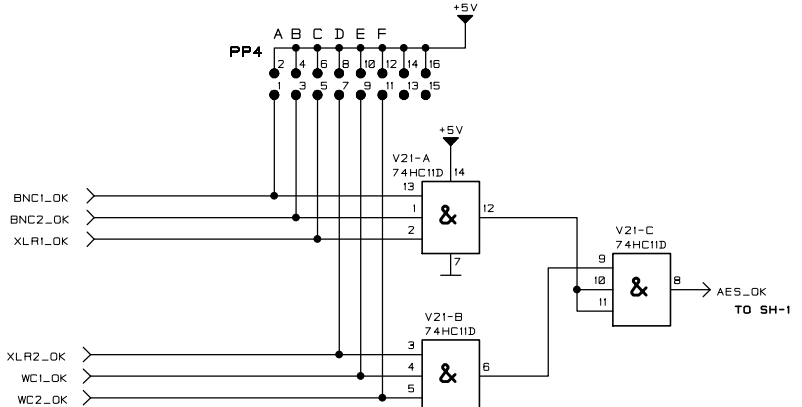 +5V
A B C D E F
PP4
2 4 6 8 10 12 14 16
1 3 5 7 9 11 13 15
+5V
V21-A
74HC11D
14
BNC1_OK
13
BNC2_OK
1
&
12
XLR1_OK
2
7
V21-C
74HC11D
9
10
&
8
AES_OK
11
TO SH-1
V21-B
74HC11D
XLR2_OK
3
WC1_OK
4
&
6
WC2_OK
5